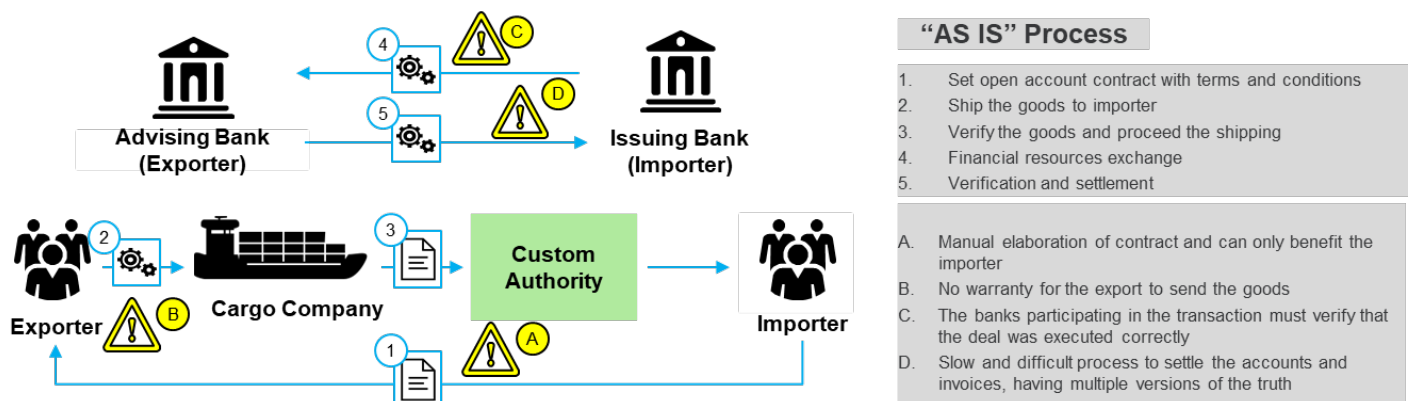 4
C
D
5
Advising Bank
(Exporter)
Issuing Bank
(Importer)
2
3
Custom
Authority
Cargo Company
B
Exporter
Importer
1
A
“AS IS” Process
1. Set open account contract with terms and conditions
2. Ship the goods to importer
3. Verify the goods and proceed the shipping
4. Financial resources exchange
5. Verification and settlement
A. Manual elaboration of contract and can only benefit the
importer
B. No warranty for the export to send the goods
C. The banks participating in the transaction must verify that
the deal was executed correctly
D. Slow and difficult process to settle the accounts and
invoices, having multiple versions of the truth